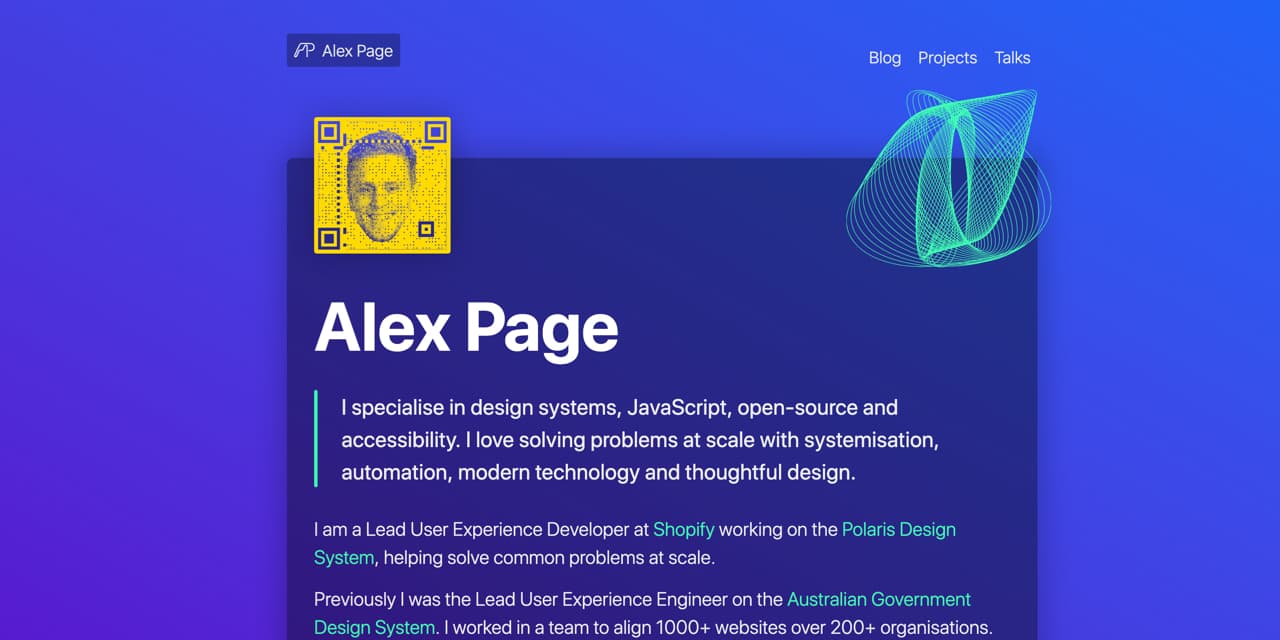 Alex Page
Blog Projects Talks
Alex Page
I specialise in design systems, JavaScript, open-source and
accessibility. I love solving problems at scale with systemisation,
automation, modern technology and thoughtful design.
I am a Lead User Experience Developer at Shopify working on the Polaris Design
System, helping solve common problems at scale.
Previously I was the Lead User Experience Engineer on the Australian Government
Design System. I worked in a team to align 1000+ websites over 200+ organisations.